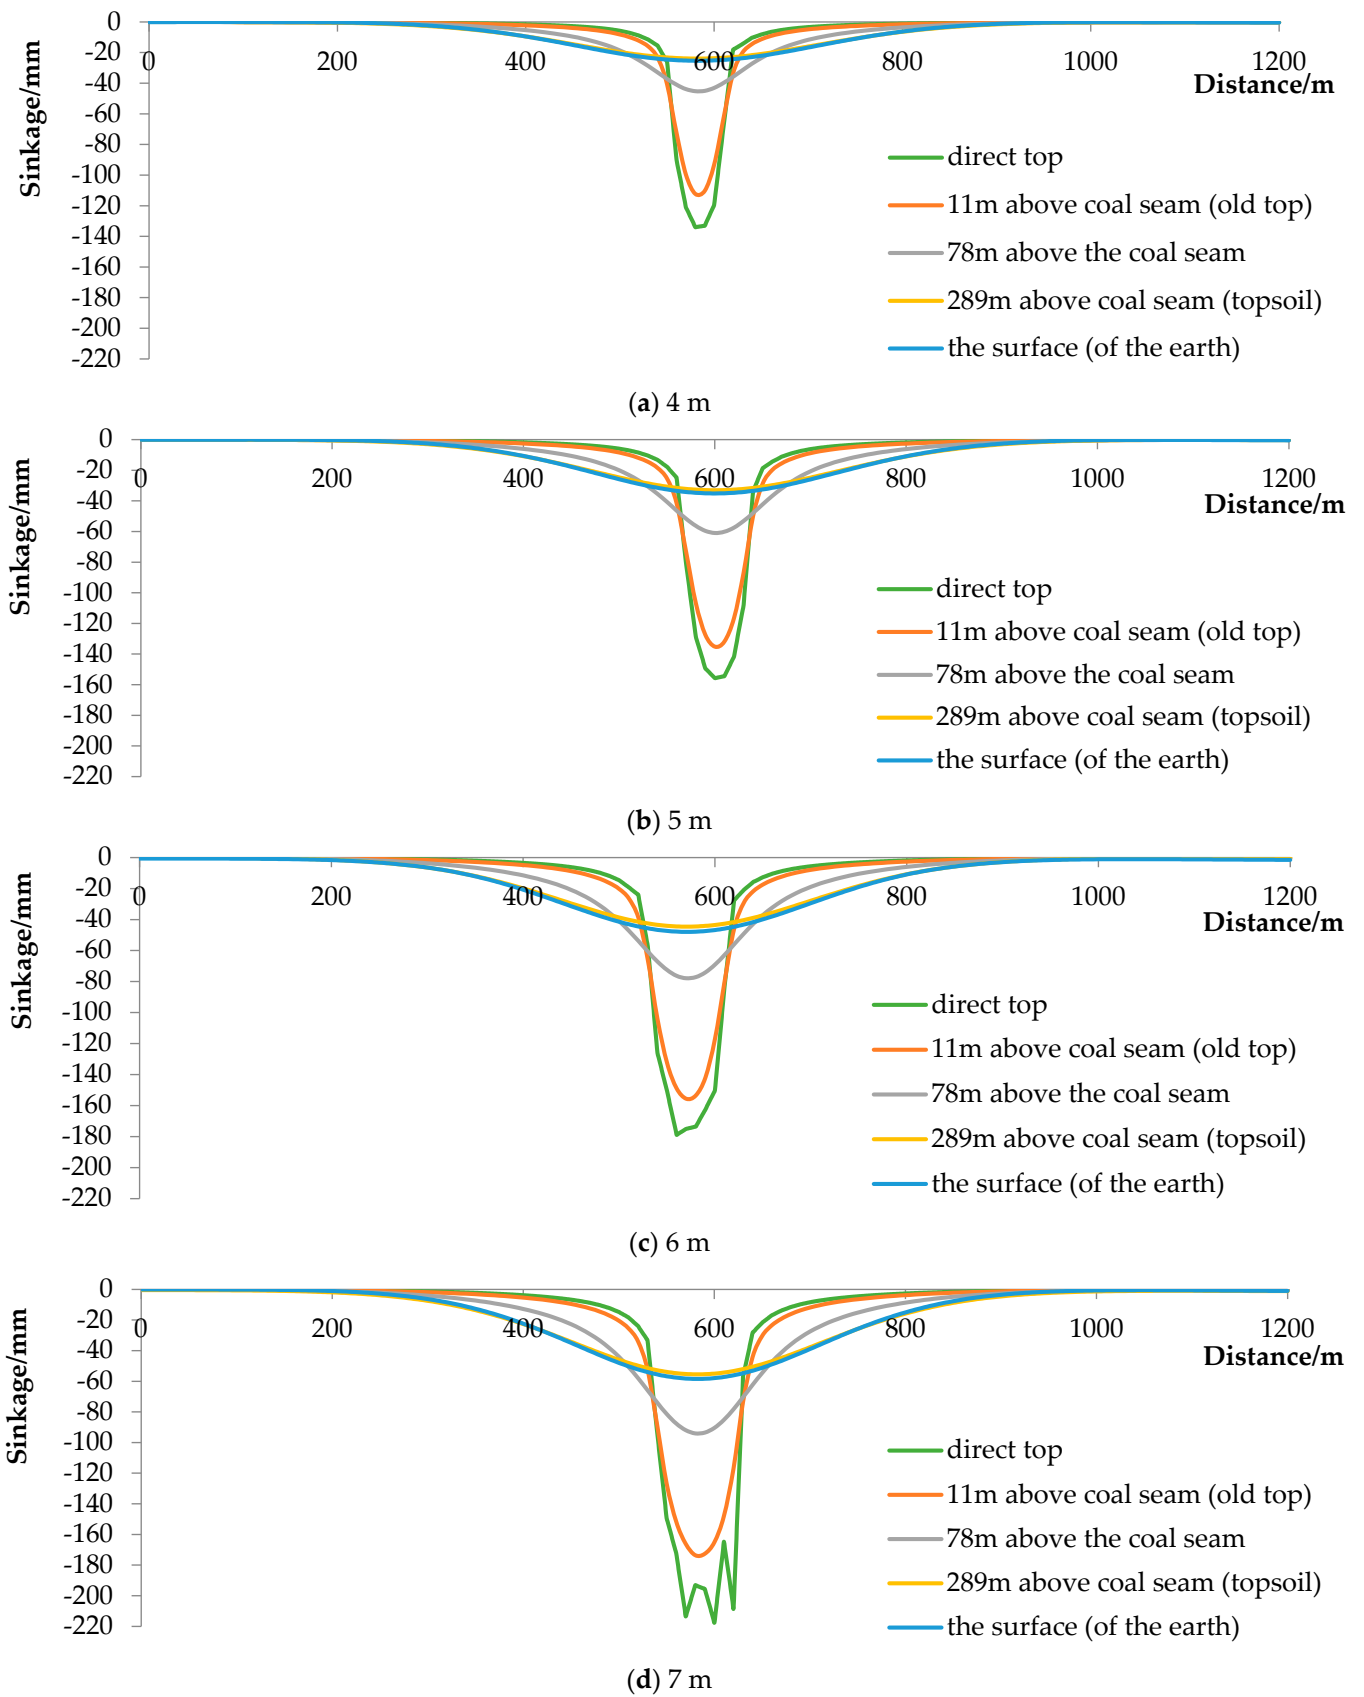 Sinkage/mm
0
-20
-40
-60
-80
-100
-120
-140
-160
-180
-200
-220
0 200 400 600 800 1000 1200
Distance/m
direct top
11m above coal seam (old top)
78m above the coal seam
289m above coal seam (topsoil)
the surface (of the earth)
(a) 4 m
Sinkage/mm
0
-20
-40
-60
-80
-100
-120
-140
-160
-180
-200
-220
0 200 400 600 800 1000 1200
Distance/m
direct top
11m above coal seam (old top)
78m above the coal seam
289m above coal seam (topsoil)
the surface (of the earth)
(b) 5 m
Sinkage/mm
0
-20
-40
-60
-80
-100
-120
-140
-160
-180
-200
-220
0 200 400 600 800 1000 1200
Distance/m
direct top
11m above coal seam (old top)
78m above the coal seam
289m above coal seam (topsoil)
the surface (of the earth)
(c) 6 m
Sinkage/mm
0
-20
-40
-60
-80
-100
-120
-140
-160
-180
-200
-220
0 200 400 600 800 1000 1200
Distance/m
direct top
11m above coal seam (old top)
78m above the coal seam
289m above coal seam (topsoil)
the surface (of the earth)
(d) 7 m